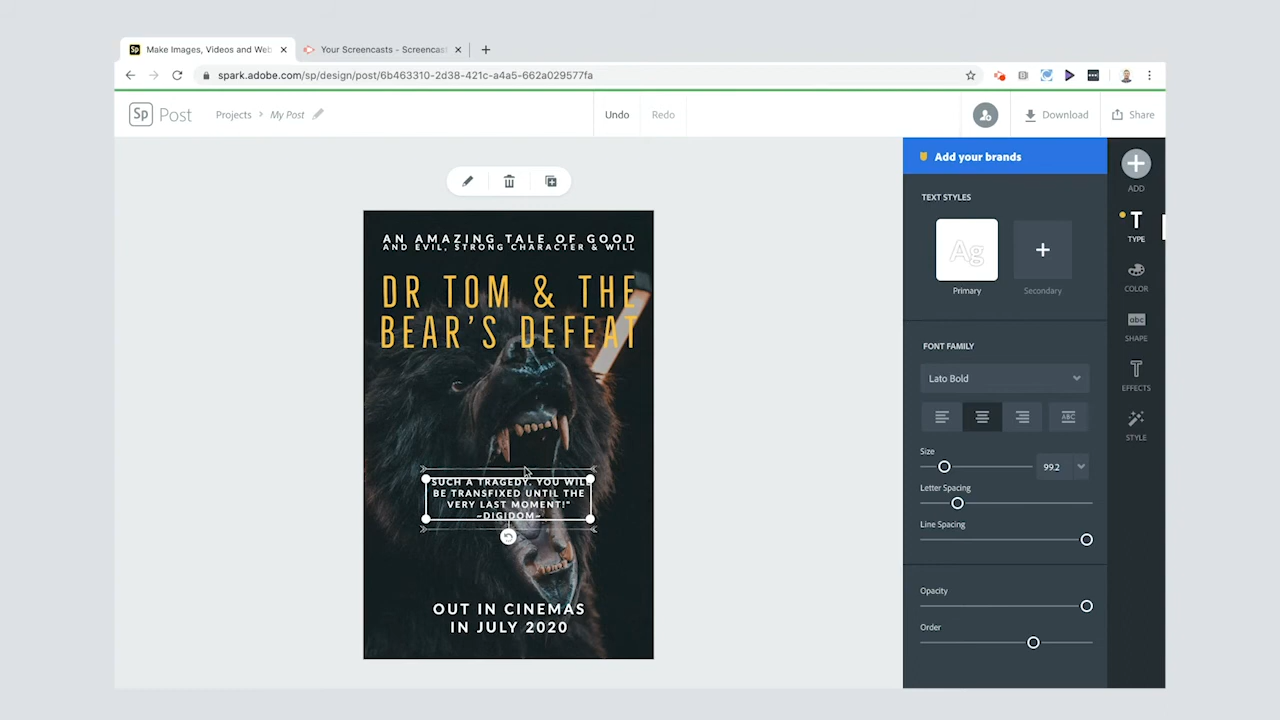 Sp Make Images, Videos and Web
Your Screencasts - Screencast
spark.adobe.com/sp/design/post/6b463310-2d38-421c-a4a5-662a029577fa
Sp Post
Projects > My Post
Undo
Redo
Download
Share
Add your brands
TEXT STYLES
Ag
Primary
Secondary
FONT FAMILY
Lato Bold
ABC
Size
99.2
Letter Spacing
Line Spacing
Opacity
Order
ADD
T
TYPE
COLOR
abc
SHAPE
T
EFFECTS
STYLE
AN AMAZING TALE OF GOOD
AND EVIL, STRONG CHARACTER & WILL
DR TOM & THE
BEAR'S DEFEAT
"SUCH A TRAGEDY, YOU WILL
BE TRANSFIXED UNTIL THE
VERY LAST MOMENT!"
~DIGIDOM~
OUT IN CINEMAS
IN JULY 2020